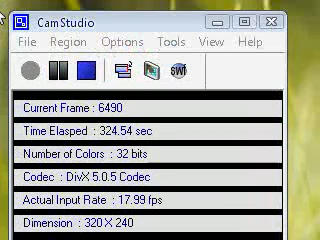 CamStudio
File Region Options Tools View Help
SWF
Current Frame : 6490
Time Elasped : 324.54 sec
Number of Colors : 32 bits
Codec : DivX 5.0.5 Codec
Actual Input Rate : 17.99 fps
Dimension : 320 X 240